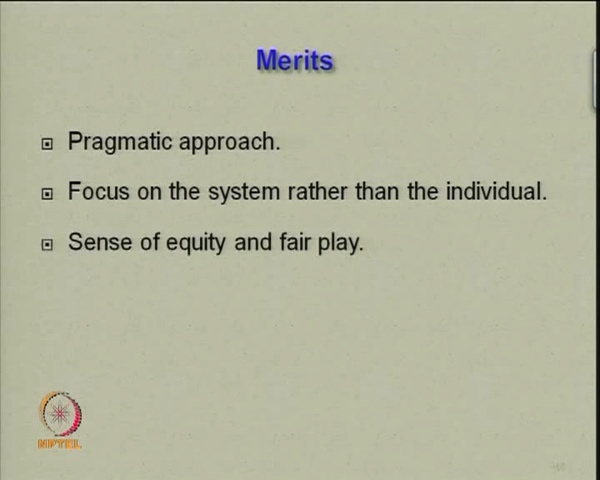 Merits
Pragmatic approach.
Focus on the system rather than the individual.
Sense of equity and fair play.
NPTEL